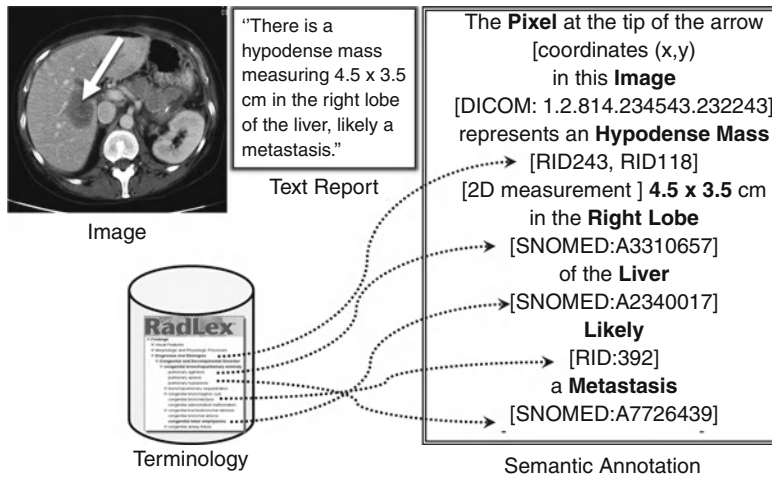 “There is a
hypodense mass
measuring 4.5 x 3.5
cm in the right lobe
of the liver, likely a
metastasis.”
Text Report
Image
RadLex
Terminology
The Pixel at the tip of the arrow
[coordinates (x,y)
in this Image
[DICOM: 1.2.814.234543.232243]
represents an Hypodense Mass
[RID243, RID118]
[2D measurement ] 4.5 x 3.5 cm
in the Right Lobe
[SNOMED:A3310657]
of the Liver
[SNOMED:A2340017]
Likely
[RID:392]
a Metastasis
[SNOMED:A7726439]
Semantic Annotation